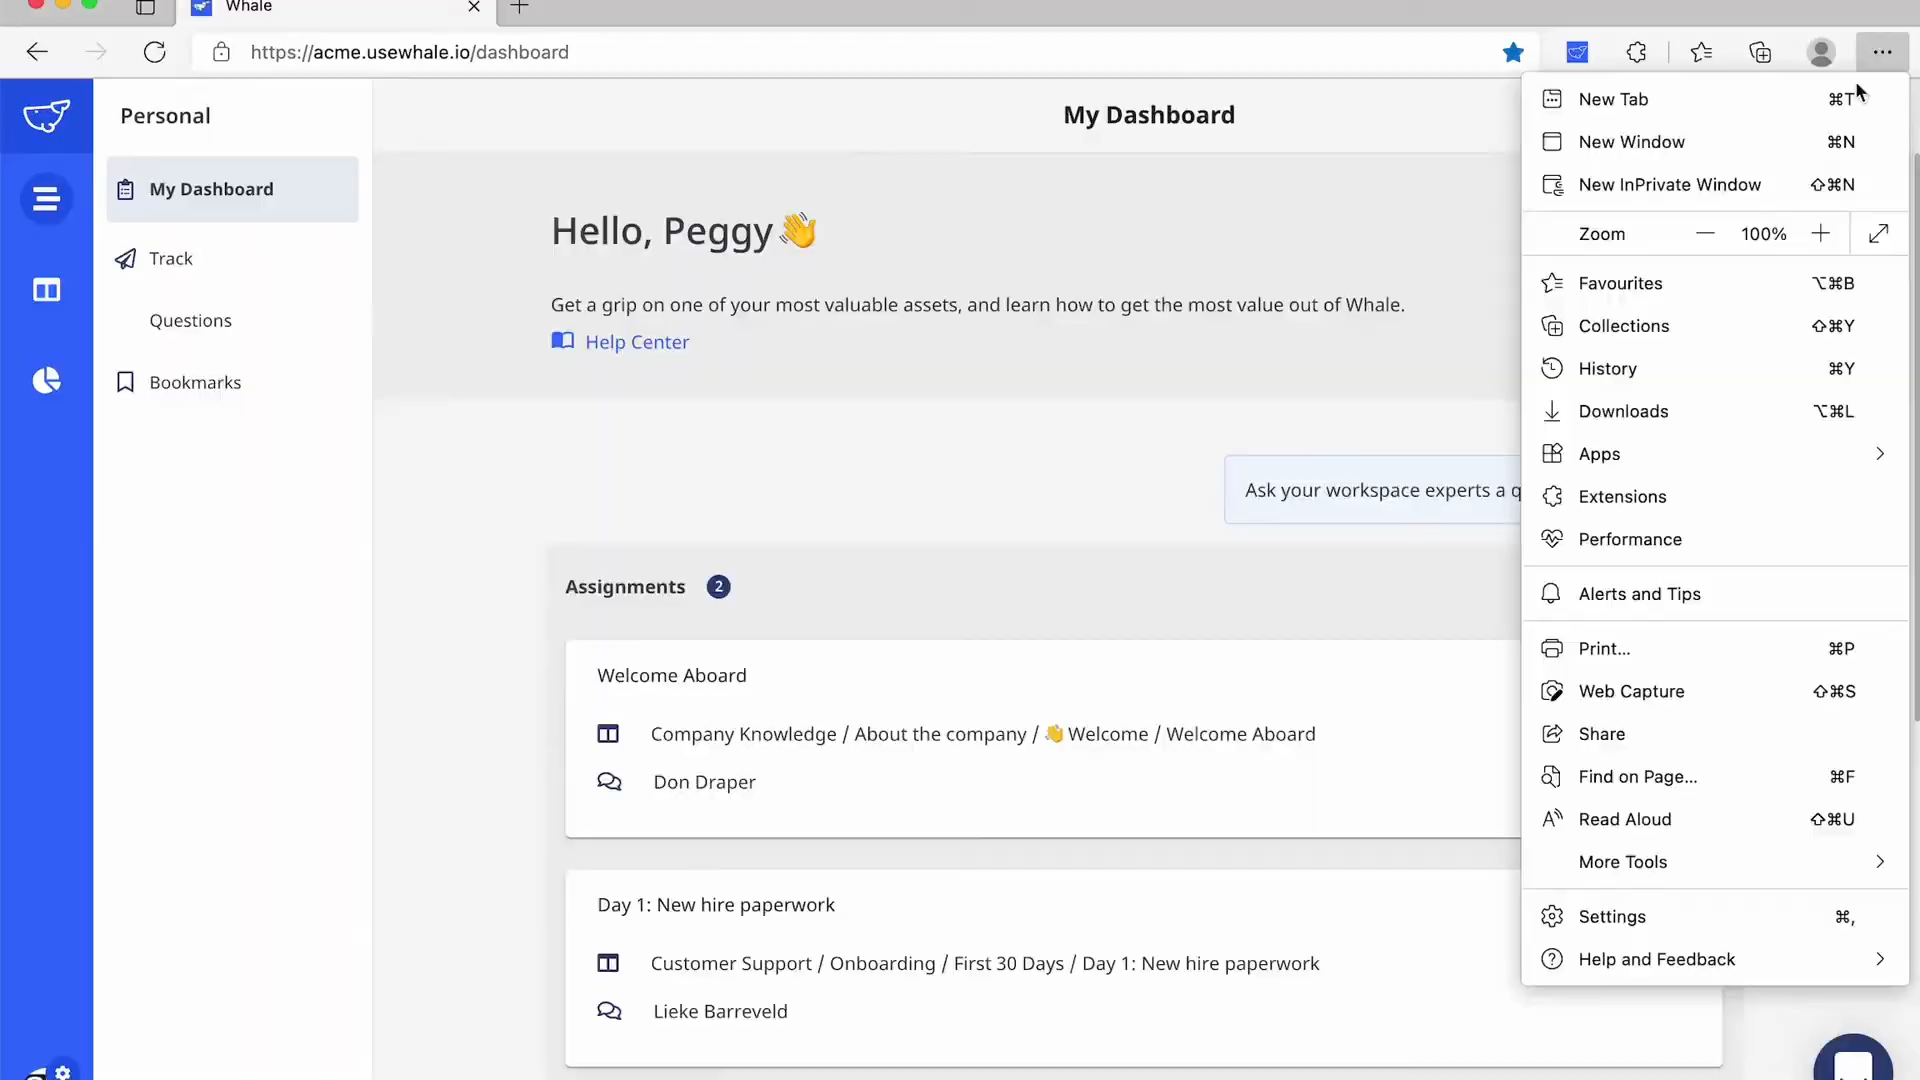 Whale
https://acme.usewhale.io/dashboard
Personal
My Dashboard
Track
Questions
Bookmarks
My Dashboard
Hello, Peggy👋
Get a grip on one of your most valuable assets, and learn how to get the most value out of Whale.
Help Center
Ask your workspace experts a q
Assignments 2
Welcome Aboard
Company Knowledge / About the company / 👋 Welcome / Welcome Aboard
Don Draper
Day 1: New hire paperwork
Customer Support / Onboarding / First 30 Days / Day 1: New hire paperwork
Lieke Barreveld
New Tab ⌘T
New Window ⌘N
New InPrivate Window ⇧⌘N
Zoom — 100% +
Favourites ⌥⌘B
Collections ⇧⌘Y
History ⌘Y
Downloads ⌥⌘L
Apps
Extensions
Performance
Alerts and Tips
Print... ⌘P
Web Capture ⇧⌘S
Share
Find on Page... ⌘F
Read Aloud ⇧⌘U
More Tools
Settings ⌘,
Help and Feedback